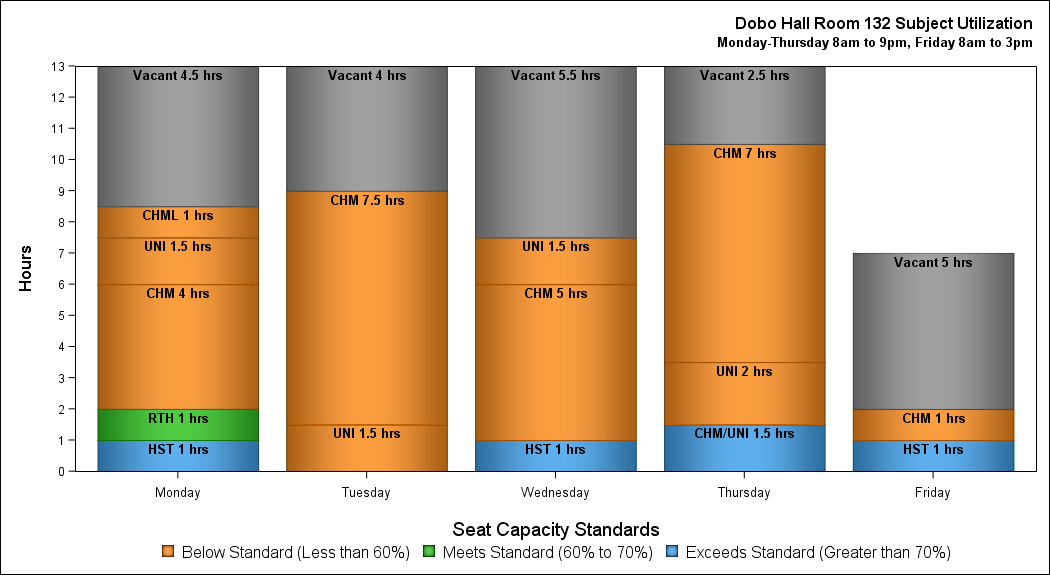 Dobo Hall Room 132 Subject Utilization
Monday-Thursday 8am to 9pm, Friday 8am to 3pm
Hours
13
12
11
10
9
8
7
6
5
4
3
2
1
0
Vacant 4.5 hrs
CHML 1 hrs
UNI 1.5 hrs
CHM 4 hrs
RTH 1 hrs
HST 1 hrs
Vacant 4 hrs
CHM 7.5 hrs
UNI 1.5 hrs
Vacant 5.5 hrs
UNI 1.5 hrs
CHM 5 hrs
HST 1 hrs
Vacant 2.5 hrs
CHM 7 hrs
UNI 2 hrs
CHM/UNI 1.5 hrs
Vacant 5 hrs
CHM 1 hrs
HST 1 hrs
Monday Tuesday Wednesday Thursday Friday
Seat Capacity Standards
Below Standard (Less than 60%) Meets Standard (60% to 70%) Exceeds Standard (Greater than 70%)